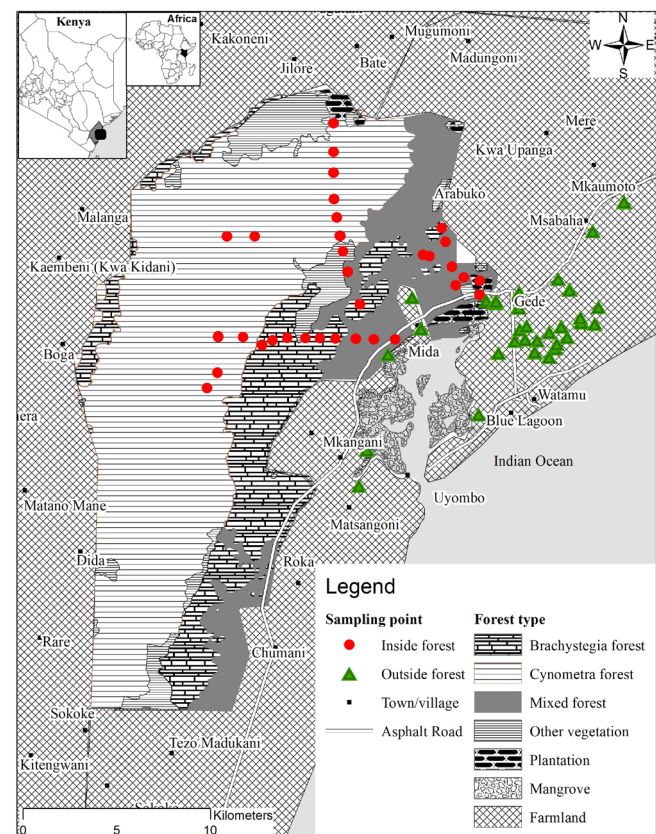 Kenya
Africa
N
W E
S
Kakoneni
Mugumoni
Jilore
Bate
Madungoni
Mere
Kwa Upanga
Mkaumoto
Arabuko
Msabaha
Malanga
Kaembeni (Kwa Kidani)
Gede
Boga
Mida
Watamu
Blue Lagoon
Mkangani
Indian Ocean
Matano Mane
Uyombo
Matsangoni
Dida
Roka
Rare
Chumani
Sokoke
Tezo Madukani
Kitengwani
Sokoke
Kilometers
0 5 10
Legend
Sampling point
Inside forest
Outside forest
Town/village
Asphalt Road
Forest type
Brachystegia forest
Cynometra forest
Mixed forest
Other vegetation
Plantation
Mangrove
Farmland